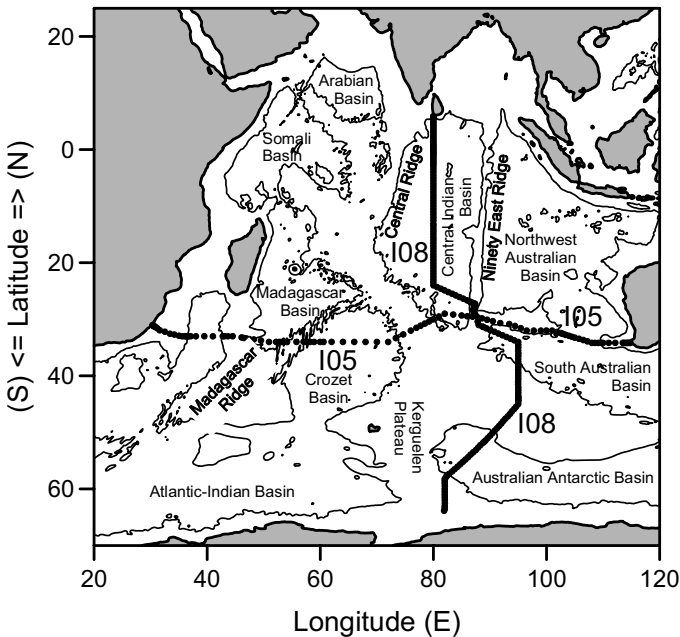 20
0
20
40
60
(S) <= Latitude => (N)
Arabian
Basin
Somali
Basin
Central Ridge
Central Indian
Basin
Ninety East Ridge
I08
Northwest
Australian
Basin
Madagascar
Basin
I05
I05
Madagascar
Ridge
Crozet
Basin
South Australian
Basin
Kerguelen
Plateau
I08
Atlantic-Indian Basin
Australian Antarctic Basin
20
40
60
80
100
120
Longitude (E)